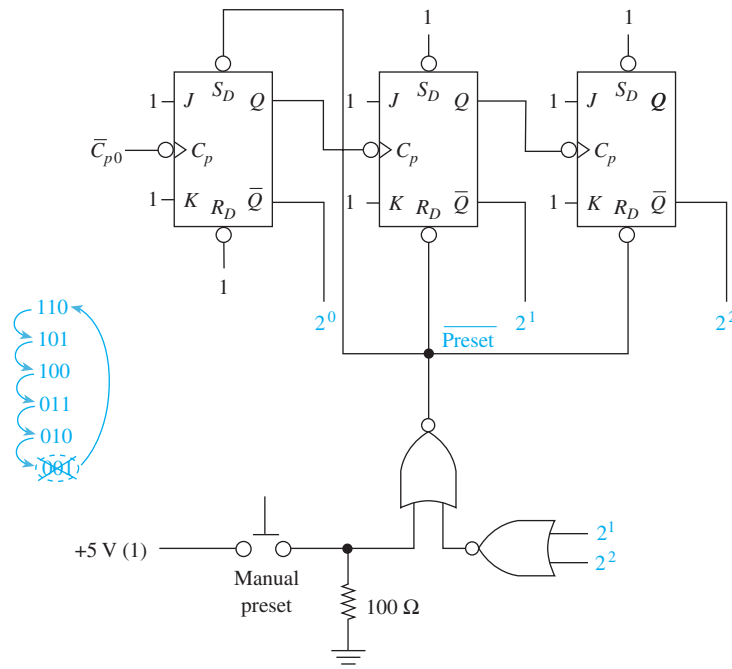 1 1
S_D S_D S_D
1 J Q 1 J Q 1 J Q
C̅_p0 C_p C_p C_p
1 K R_D Q̅ 1 K R_D Q̅ 1 K R_D Q̅
1
2^0 2^1 2^2
P̅r̅e̅s̅e̅t̅
110
101
100
011
010
001
+5 V (1)
Manual
preset
100 Ω
2^1
2^2